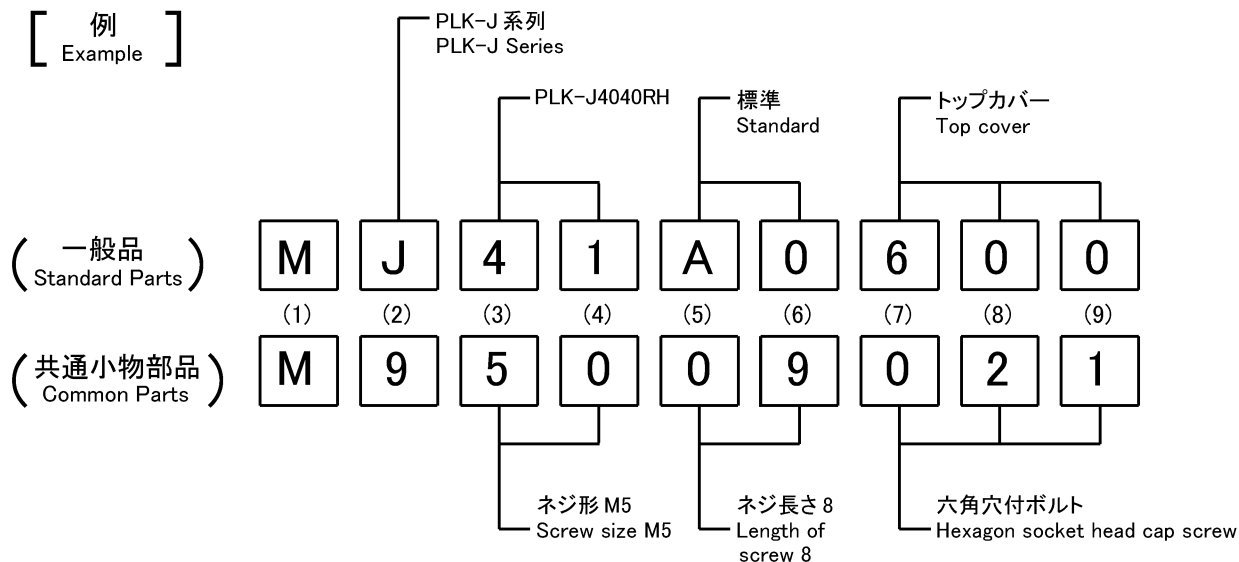 例
Example
PLK-J 系列
PLK-J Series
PLK-J4040RH
標準
Standard
トップカバー
Top cover
一般品
Standard Parts
M J 4 1 A 0 6 0 0
(1) (2) (3) (4) (5) (6) (7) (8) (9)
共通小物部品
Common Parts
M 9 5 0 0 9 0 2 1
ネジ形 M5
Screw size M5
ネジ長さ 8
Length of
screw 8
六角穴付ボルト
Hexagon socket head cap screw